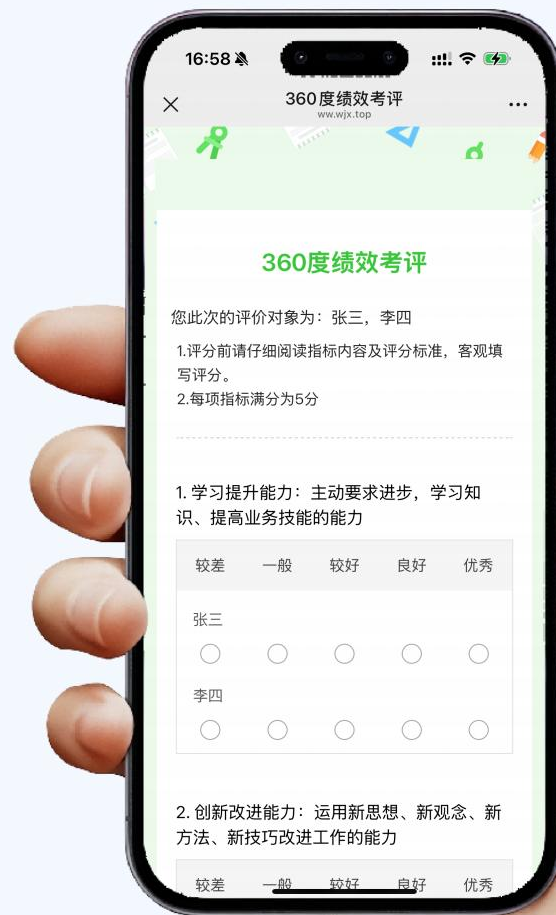 16:58
360度绩效考评
ww.wjx.top
360度绩效考评
您此次的评价对象为：张三，李四
1.评分前请仔细阅读指标内容及评分标准，客观填
写评分。
2.每项指标满分为5分
1. 学习提升能力：主动要求进步，学习知
识、提高业务技能的能力
较差 一般 较好 良好 优秀
张三
李四
2. 创新改进能力：运用新思想、新观念、新
方法、新技巧改进工作的能力
较差 一般 较好 良好 优秀